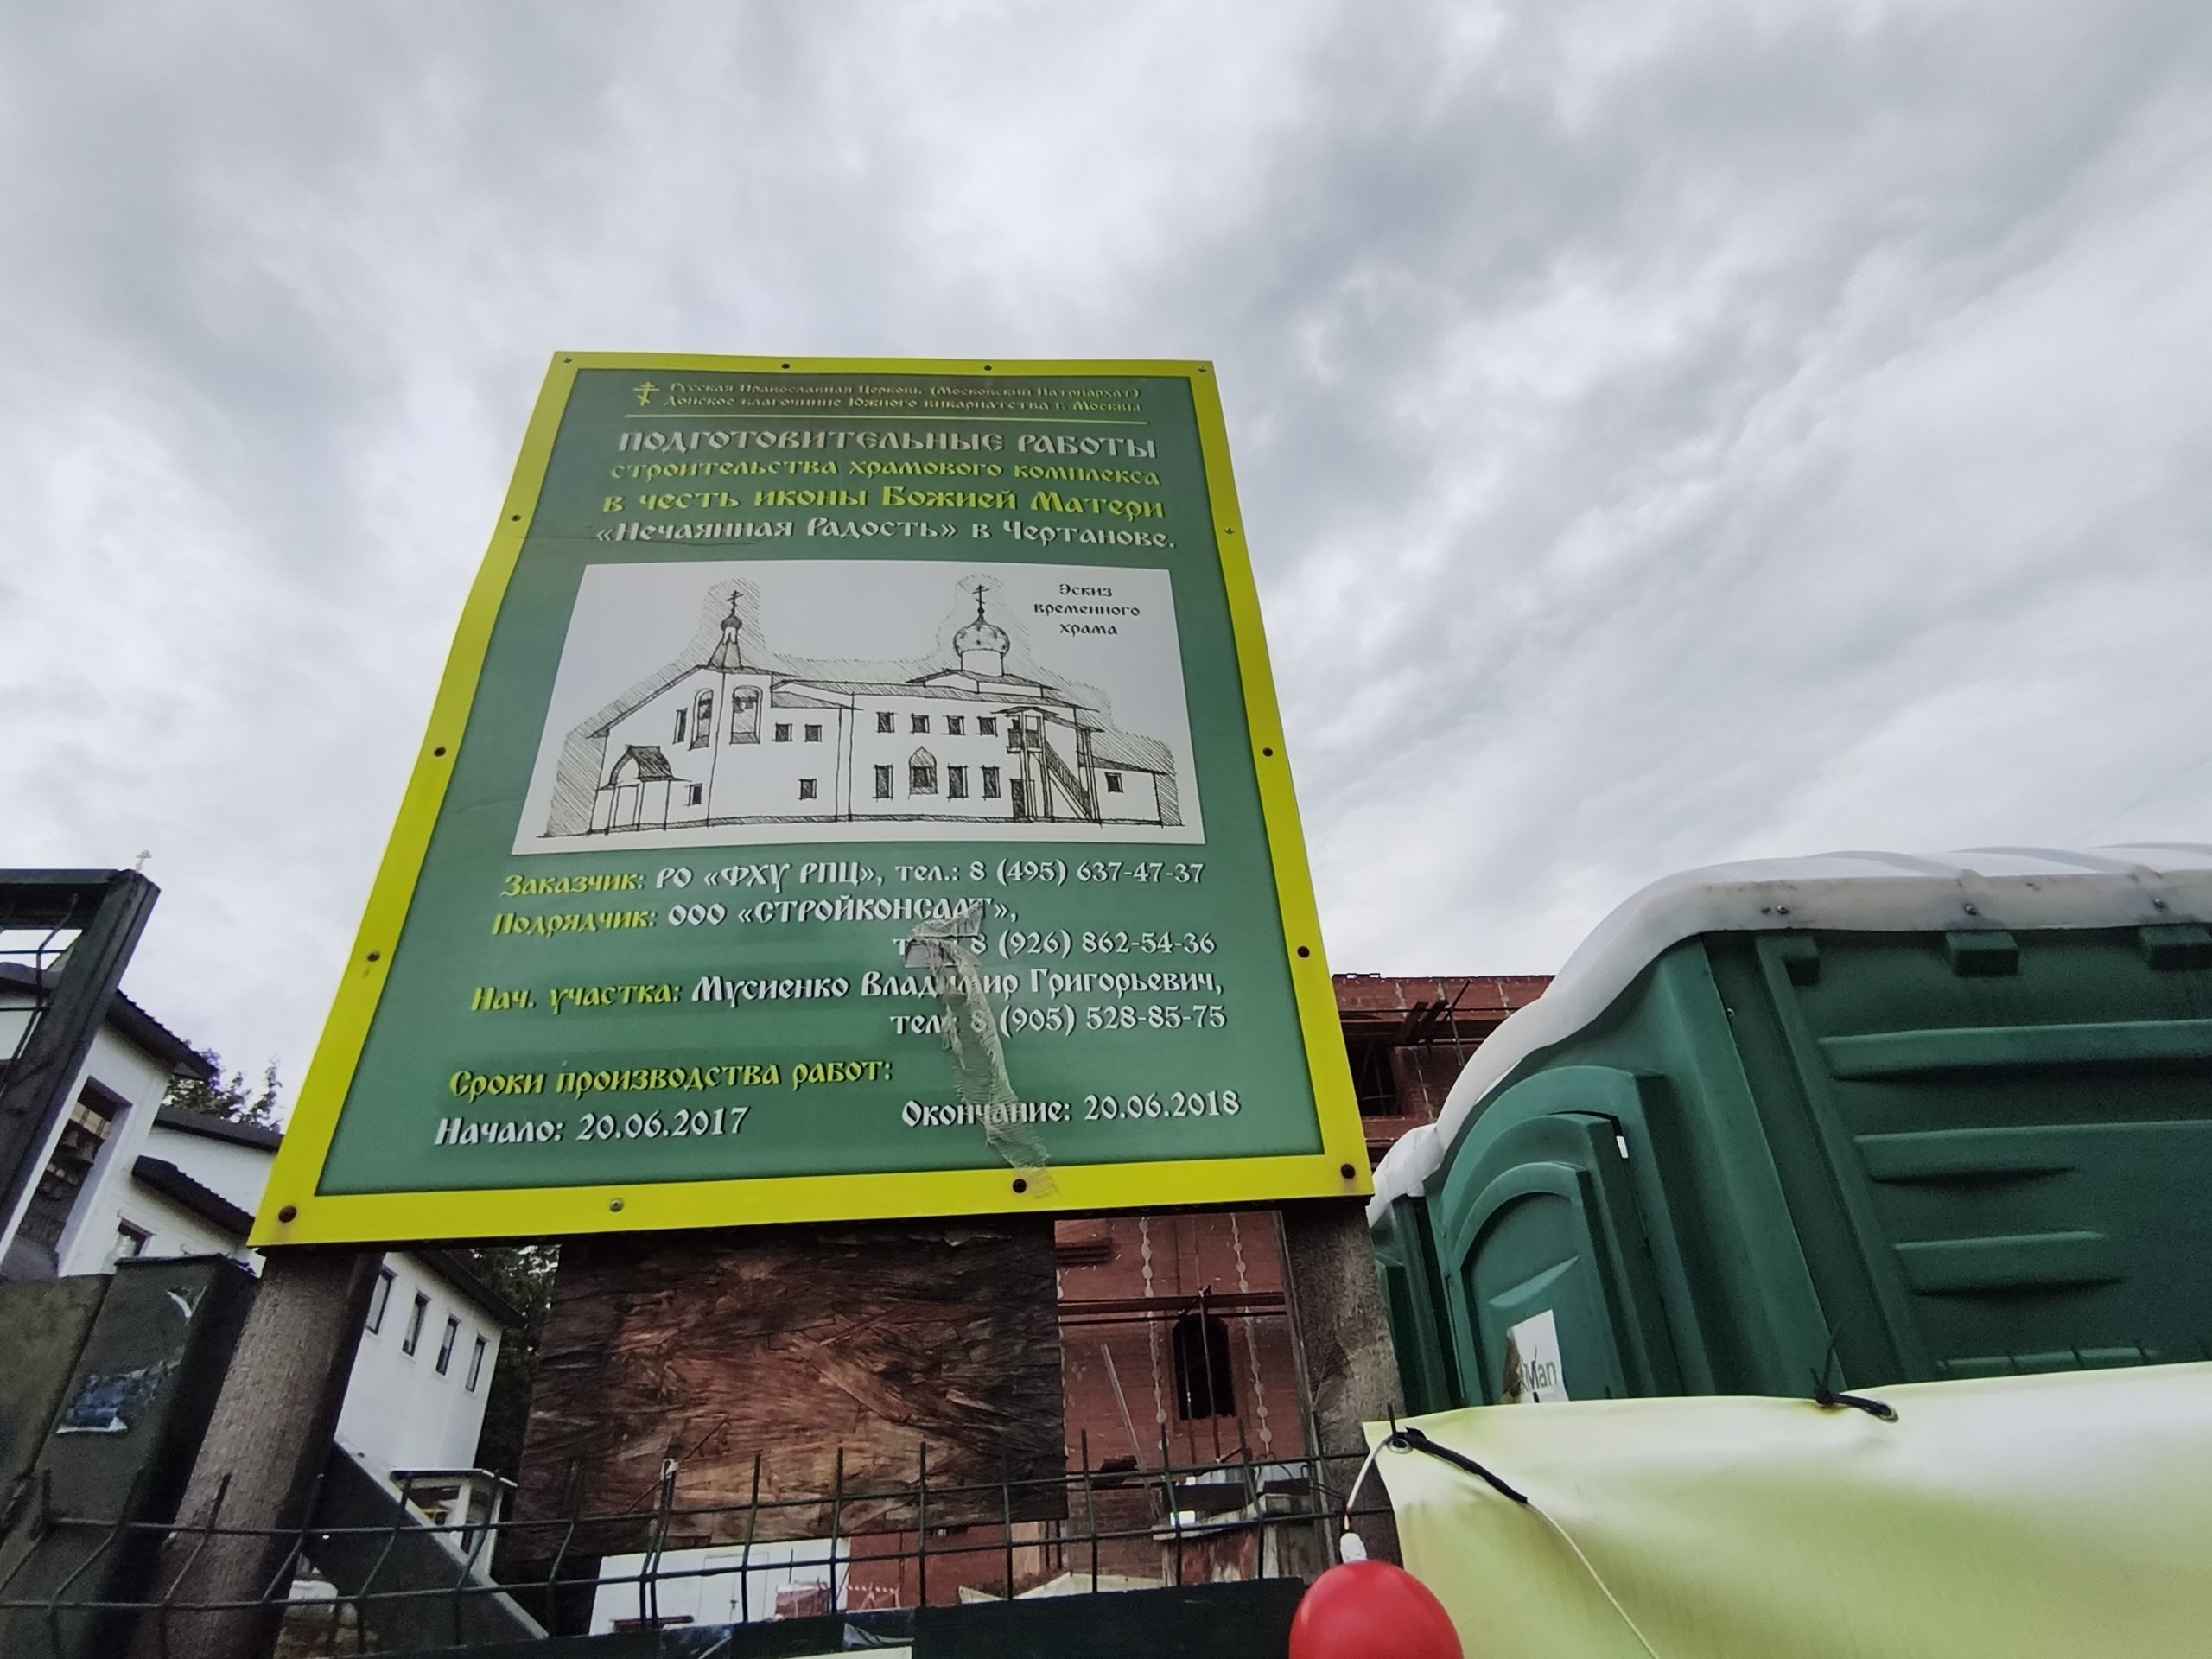 Русская Православная Церковь (Московский Патриархат)
Донское благочиние Южного викариатства г. Москвы
ПОДГОТОВИТЕЛЬНЫЕ РАБОТЫ
строительства храмового комплекса
в честь иконы Божией Матери
«Нечаянная Радость» в Чертанове.
Эскиз
временного
храма
Заказчик: РО «ФХУ РПЦ», тел.: 8 (495) 637-47-37
Подрядчик: ООО «СТРОЙКОНСААТ»,
8 (926) 862-54-36
Нач. участка: Мусиенко Владимир Григорьевич,
тел.: 8 (905) 528-85-75
Сроки производства работ:
Начало: 20.06.2017 Окончание: 20.06.2018
Man